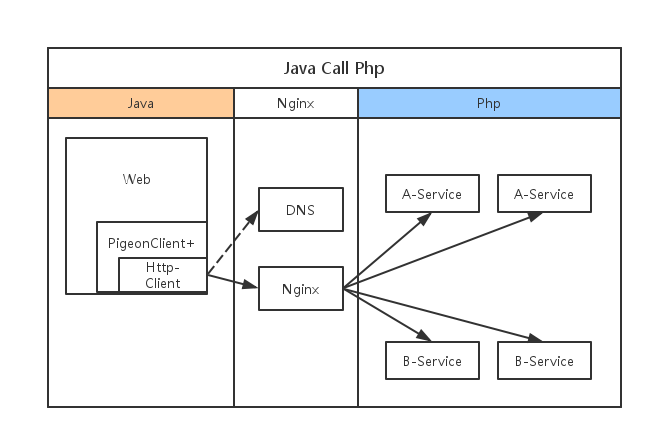 Java Call Php
Java
Nginx
Php
Web
PigeonClient+
Http-
Client
DNS
Nginx
A-Service
A-Service
B-Service
B-Service